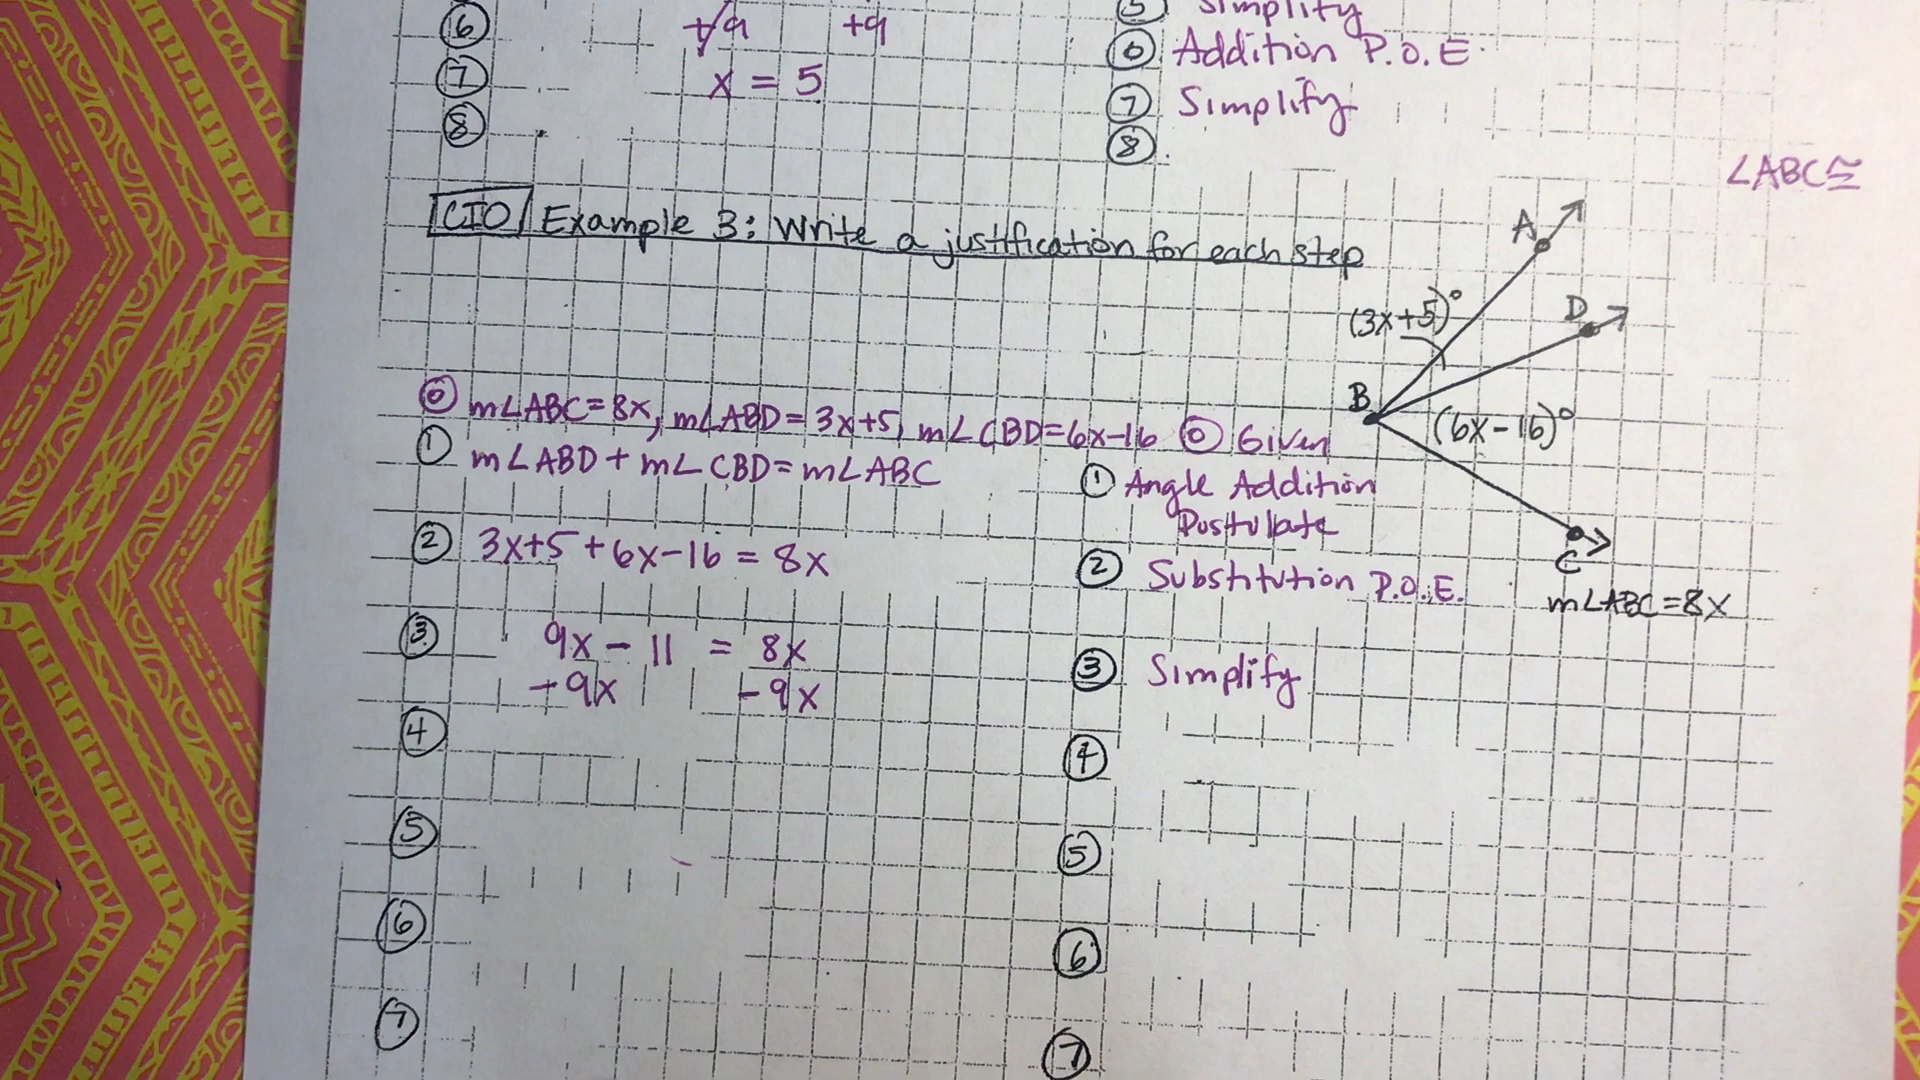 ⑥ +9 +9
⑦ x = 5
⑧
⑤ Simplify
⑥ Addition P.O.E.
⑦ Simplify
⑧
∠ABC≅
CIO Example 3: Write a justification for each step
A
D
(3x+5)°
B
(6x-16)°
C
m∠ABC=8x
⓪ m∠ABC=8x, m∠ABD=3x+5, m∠CBD=6x-16 ⓪ Given
① m∠ABD + m∠CBD = m∠ABC ① Angle Addition
Postulate
② 3x+5+6x-16 = 8x ② Substitution P.O.E.
③ 9x - 11 = 8x ③ Simplify
-9x -9x
④ ④
⑤ ⑤
⑥ ⑥
⑦ ⑦